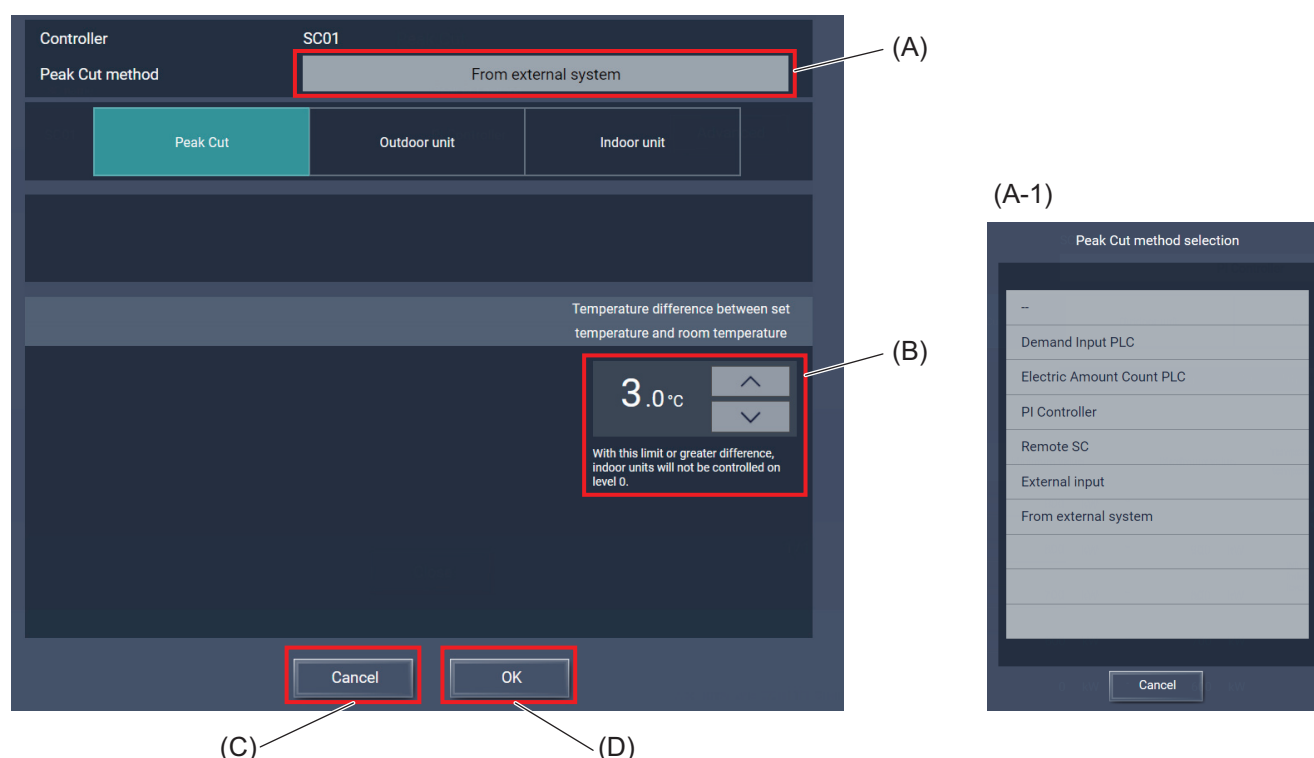 Controller SC01
(A)
Peak Cut method From external system
Peak Cut Outdoor unit Indoor unit
Temperature difference between set
temperature and room temperature
(B)
3.0°C
With this limit or greater difference,
indoor units will not be controlled on
level 0.
Cancel OK
(C) (D)
(A-1)
Peak Cut method selection
--
Demand Input PLC
Electric Amount Count PLC
PI Controller
Remote SC
External input
From external system
Cancel